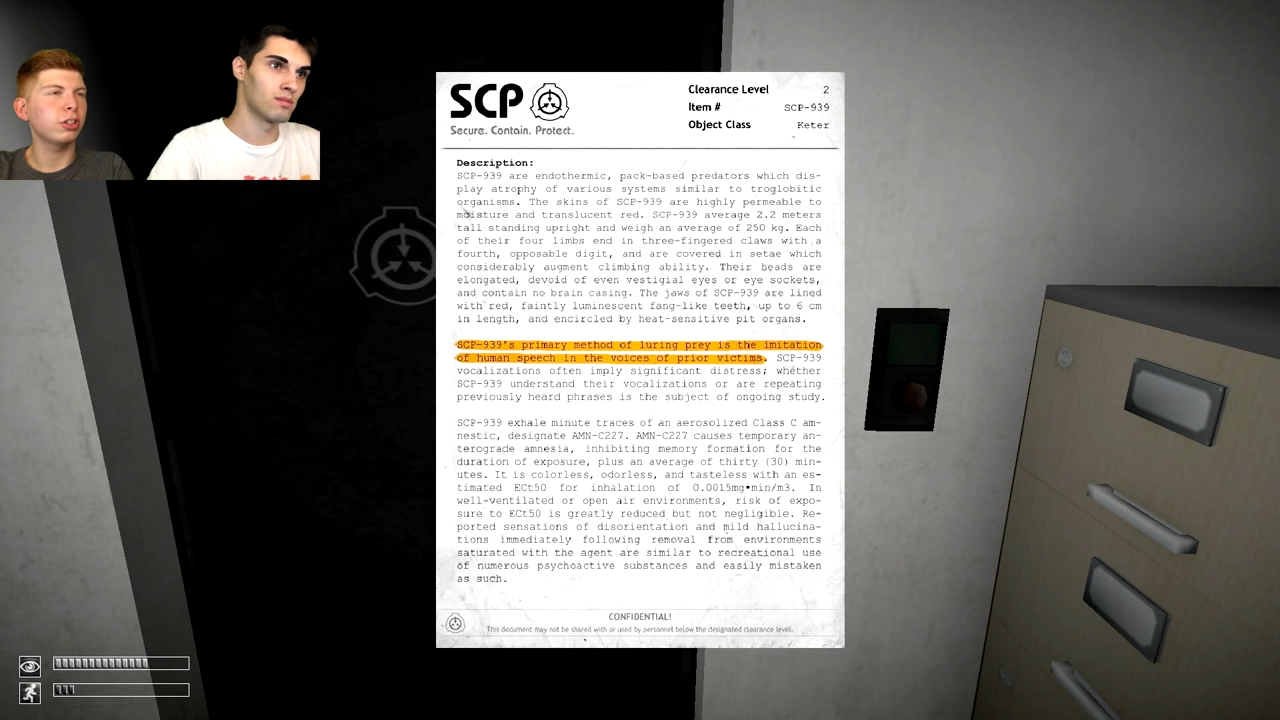 SCP
Secure. Contain. Protect.
Clearance Level 2
Item # SCP-939
Object Class Keter
Description:
SCP-939 are endothermic, pack-based predators which dis-
play atrophy of various systems similar to troglobitic
organisms. The skins of SCP-939 are highly permeable to
moisture and translucent red. SCP-939 average 2.2 meters
tall standing upright and weigh an average of 250 kg. Each
of their four limbs end in three-fingered claws with a
fourth, opposable digit, and are covered in setae which
considerably augment climbing ability. Their heads are
elongated, devoid of even vestigial eyes or eye sockets,
and contain no brain casing. The jaws of SCP-939 are lined
with red, faintly luminescent fang-like teeth, up to 6 cm
in length, and encircled by heat-sensitive pit organs.
SCP-939's primary method of luring prey is the imitation
of human speech in the voices of prior victims. SCP-939
vocalizations often imply significant distress; whether
SCP-939 understand their vocalizations or are repeating
previously heard phrases is the subject of ongoing study.
SCP-939 exhale minute traces of an aerosolized Class C am-
nestic, designate AMN-C227. AMN-C227 causes temporary an-
terograde amnesia, inhibiting memory formation for the
duration of exposure, plus an average of thirty (30) min-
utes. It is colorless, odorless, and tasteless with an es-
timated ECt50 for inhalation of 0.0015mg•min/m3. In
well-ventilated or open air environments, risk of expo-
sure to ECt50 is greatly reduced but not negligible. Re-
ported sensations of disorientation and mild hallucina-
tions immediately following removal from environments
saturated with the agent are similar to recreational use
of numerous psychoactive substances and easily mistaken
as such.
CONFIDENTIAL!
This document may not be shared with or used by personnel below the designated clearance level.